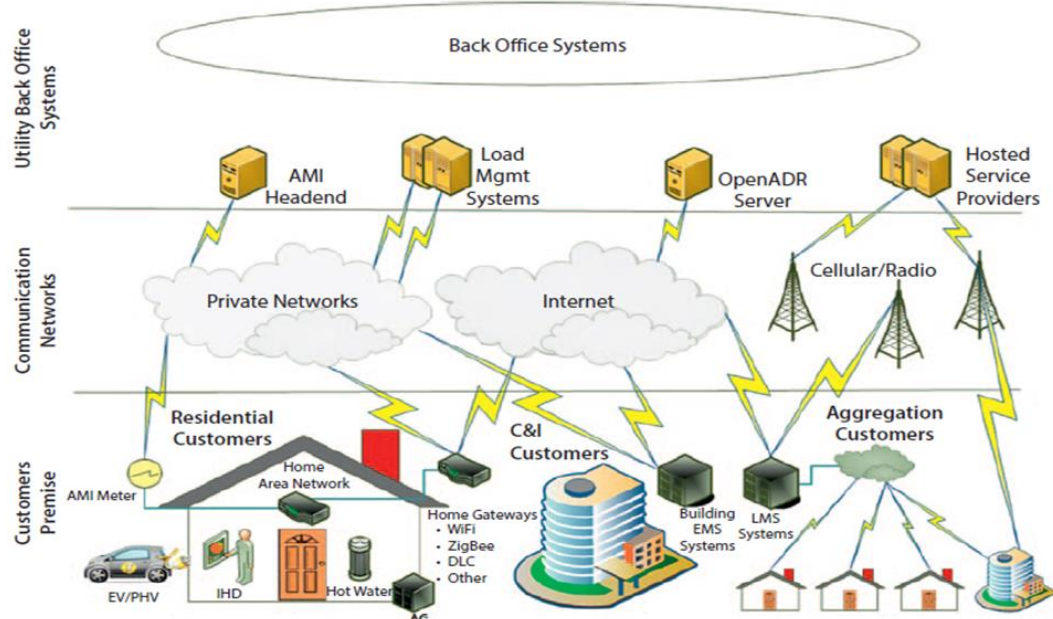 Utility Back Office
Systems
Back Office Systems
AMI
Headend
Load
Mgmt
Systems
OpenADR
Server
Hosted
Service
Providers
Communication
Networks
Private Networks
Internet
Cellular/Radio
Customers
Premise
Residential
Customers
C&I
Customers
Aggregation
Customers
AMI Meter
Home
Area Network
Home Gateways
• WiFi
• ZigBee
• DLC
• Other
Building
EMS
Systems
LMS
Systems
EV/PHV
IHD
Hot Water